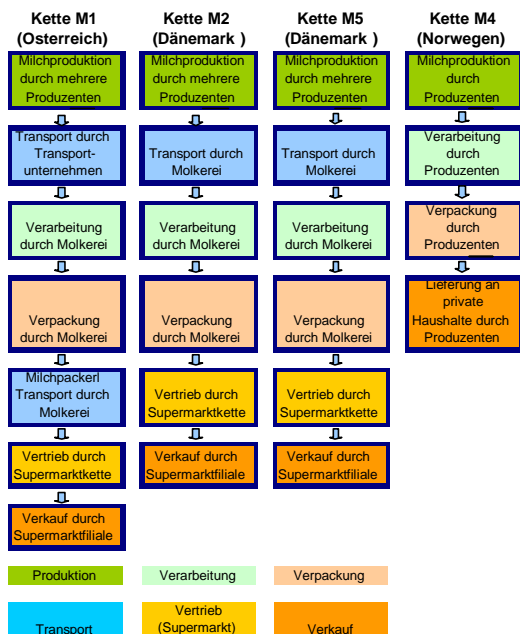 Kette M1
(Österreich)
Milchproduktion
durch mehrere
Produzenten
Transport durch
Transport-
unternehmen
Verarbeitung
durch Molkerei
Verpackung
durch Molkerei
Milchpackerl
Transport durch
Molkerei
Vertrieb durch
Supermarktkette
Verkauf durch
Supermarktfiliale
Kette M2
(Dänemark )
Milchproduktion
durch mehrere
Produzenten
Transport durch
Molkerei
Verarbeitung
durch Molkerei
Verpackung
durch Molkerei
Vertrieb durch
Supermarktkette
Verkauf durch
Supermarktfiliale
Kette M5
(Dänemark )
Milchproduktion
durch mehrere
Produzenten
Transport durch
Molkerei
Verarbeitung
durch Molkerei
Verpackung
durch Molkerei
Vertrieb durch
Supermarktkette
Verkauf durch
Supermarktfiliale
Kette M4
(Norwegen)
Milchproduktion
durch
Produzenten
Verarbeitung
durch
Produzenten
Verpackung
durch
Produzenten
Lieferung an
private
Haushalte durch
Produzenten
Produktion
Verarbeitung
Verpackung
Transport
Vertrieb
(Supermarkt)
Verkauf